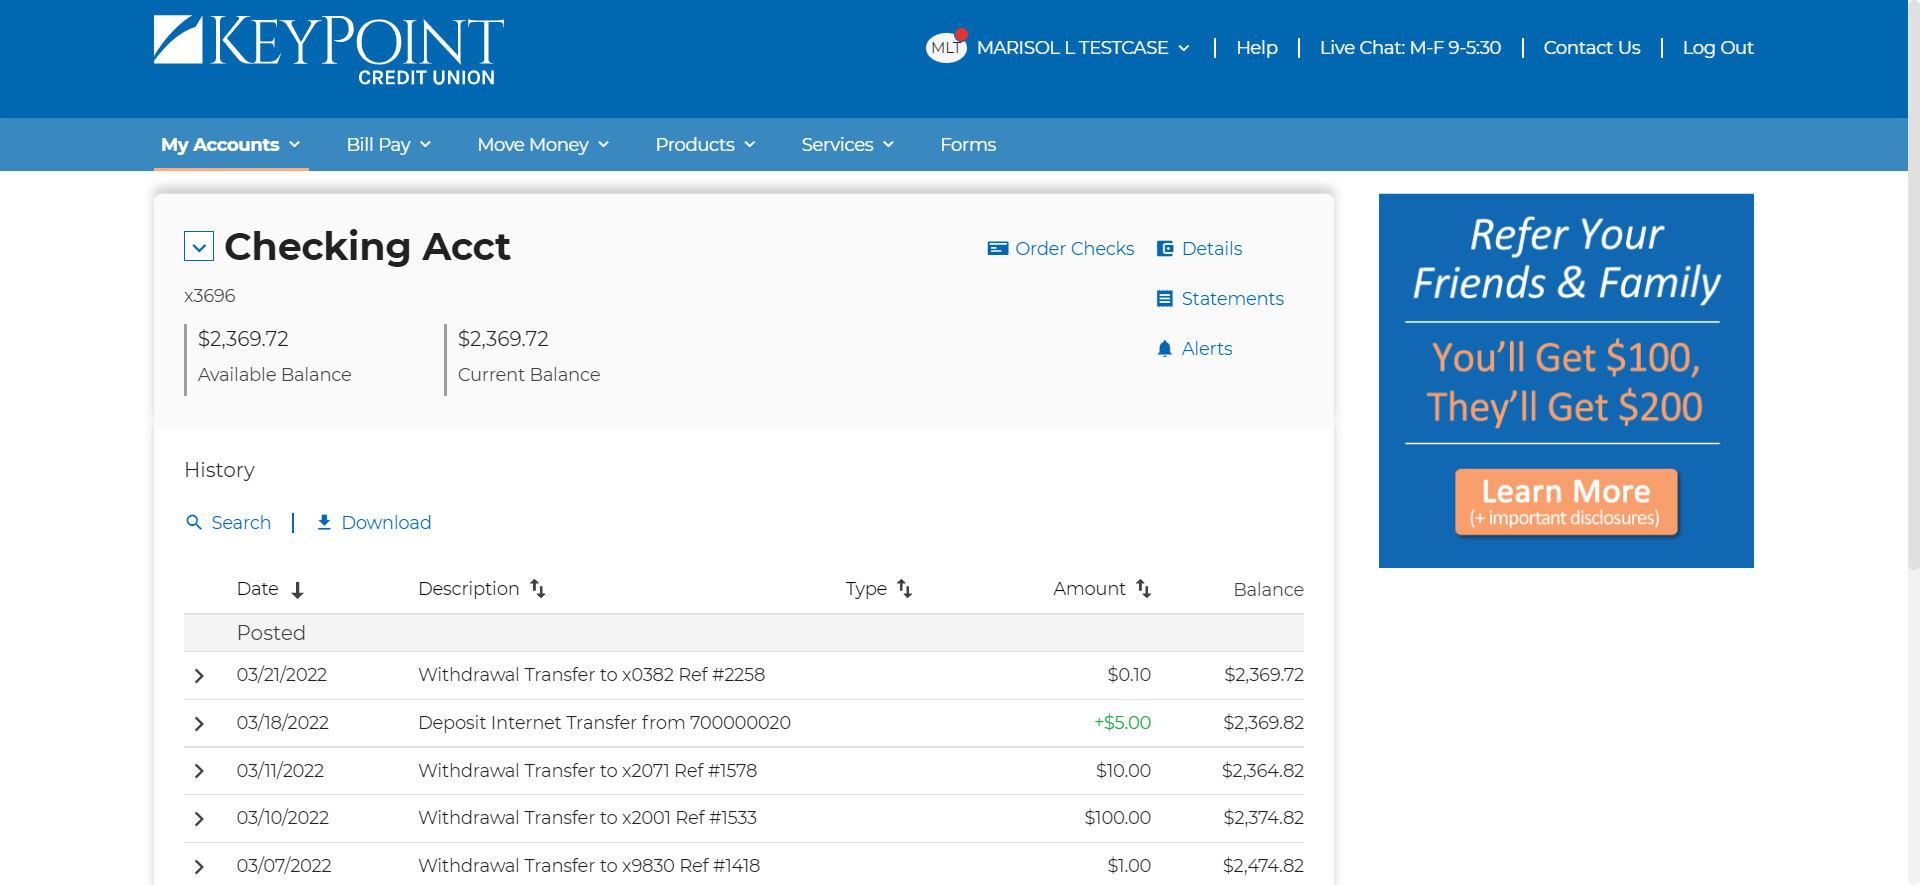 KEYPOINT
CREDIT UNION
MLT MARISOL L TESTCASE Help Live Chat: M-F 9-5:30 Contact Us Log Out
My Accounts Bill Pay Move Money Products Services Forms
Checking Acct
Order Checks Details
x3696
Statements
$2,369.72 $2,369.72
Available Balance Current Balance
Alerts
Refer Your
Friends & Family
You'll Get $100,
They'll Get $200
Learn More
(+ important disclosures)
History
Search Download
Date Description Type Amount Balance
Posted
03/21/2022 Withdrawal Transfer to x0382 Ref #2258 $0.10 $2,369.72
03/18/2022 Deposit Internet Transfer from 700000020 +$5.00 $2,369.82
03/11/2022 Withdrawal Transfer to x2071 Ref #1578 $10.00 $2,364.82
03/10/2022 Withdrawal Transfer to x2001 Ref #1533 $100.00 $2,374.82
03/07/2022 Withdrawal Transfer to x9830 Ref #1418 $1.00 $2,474.82